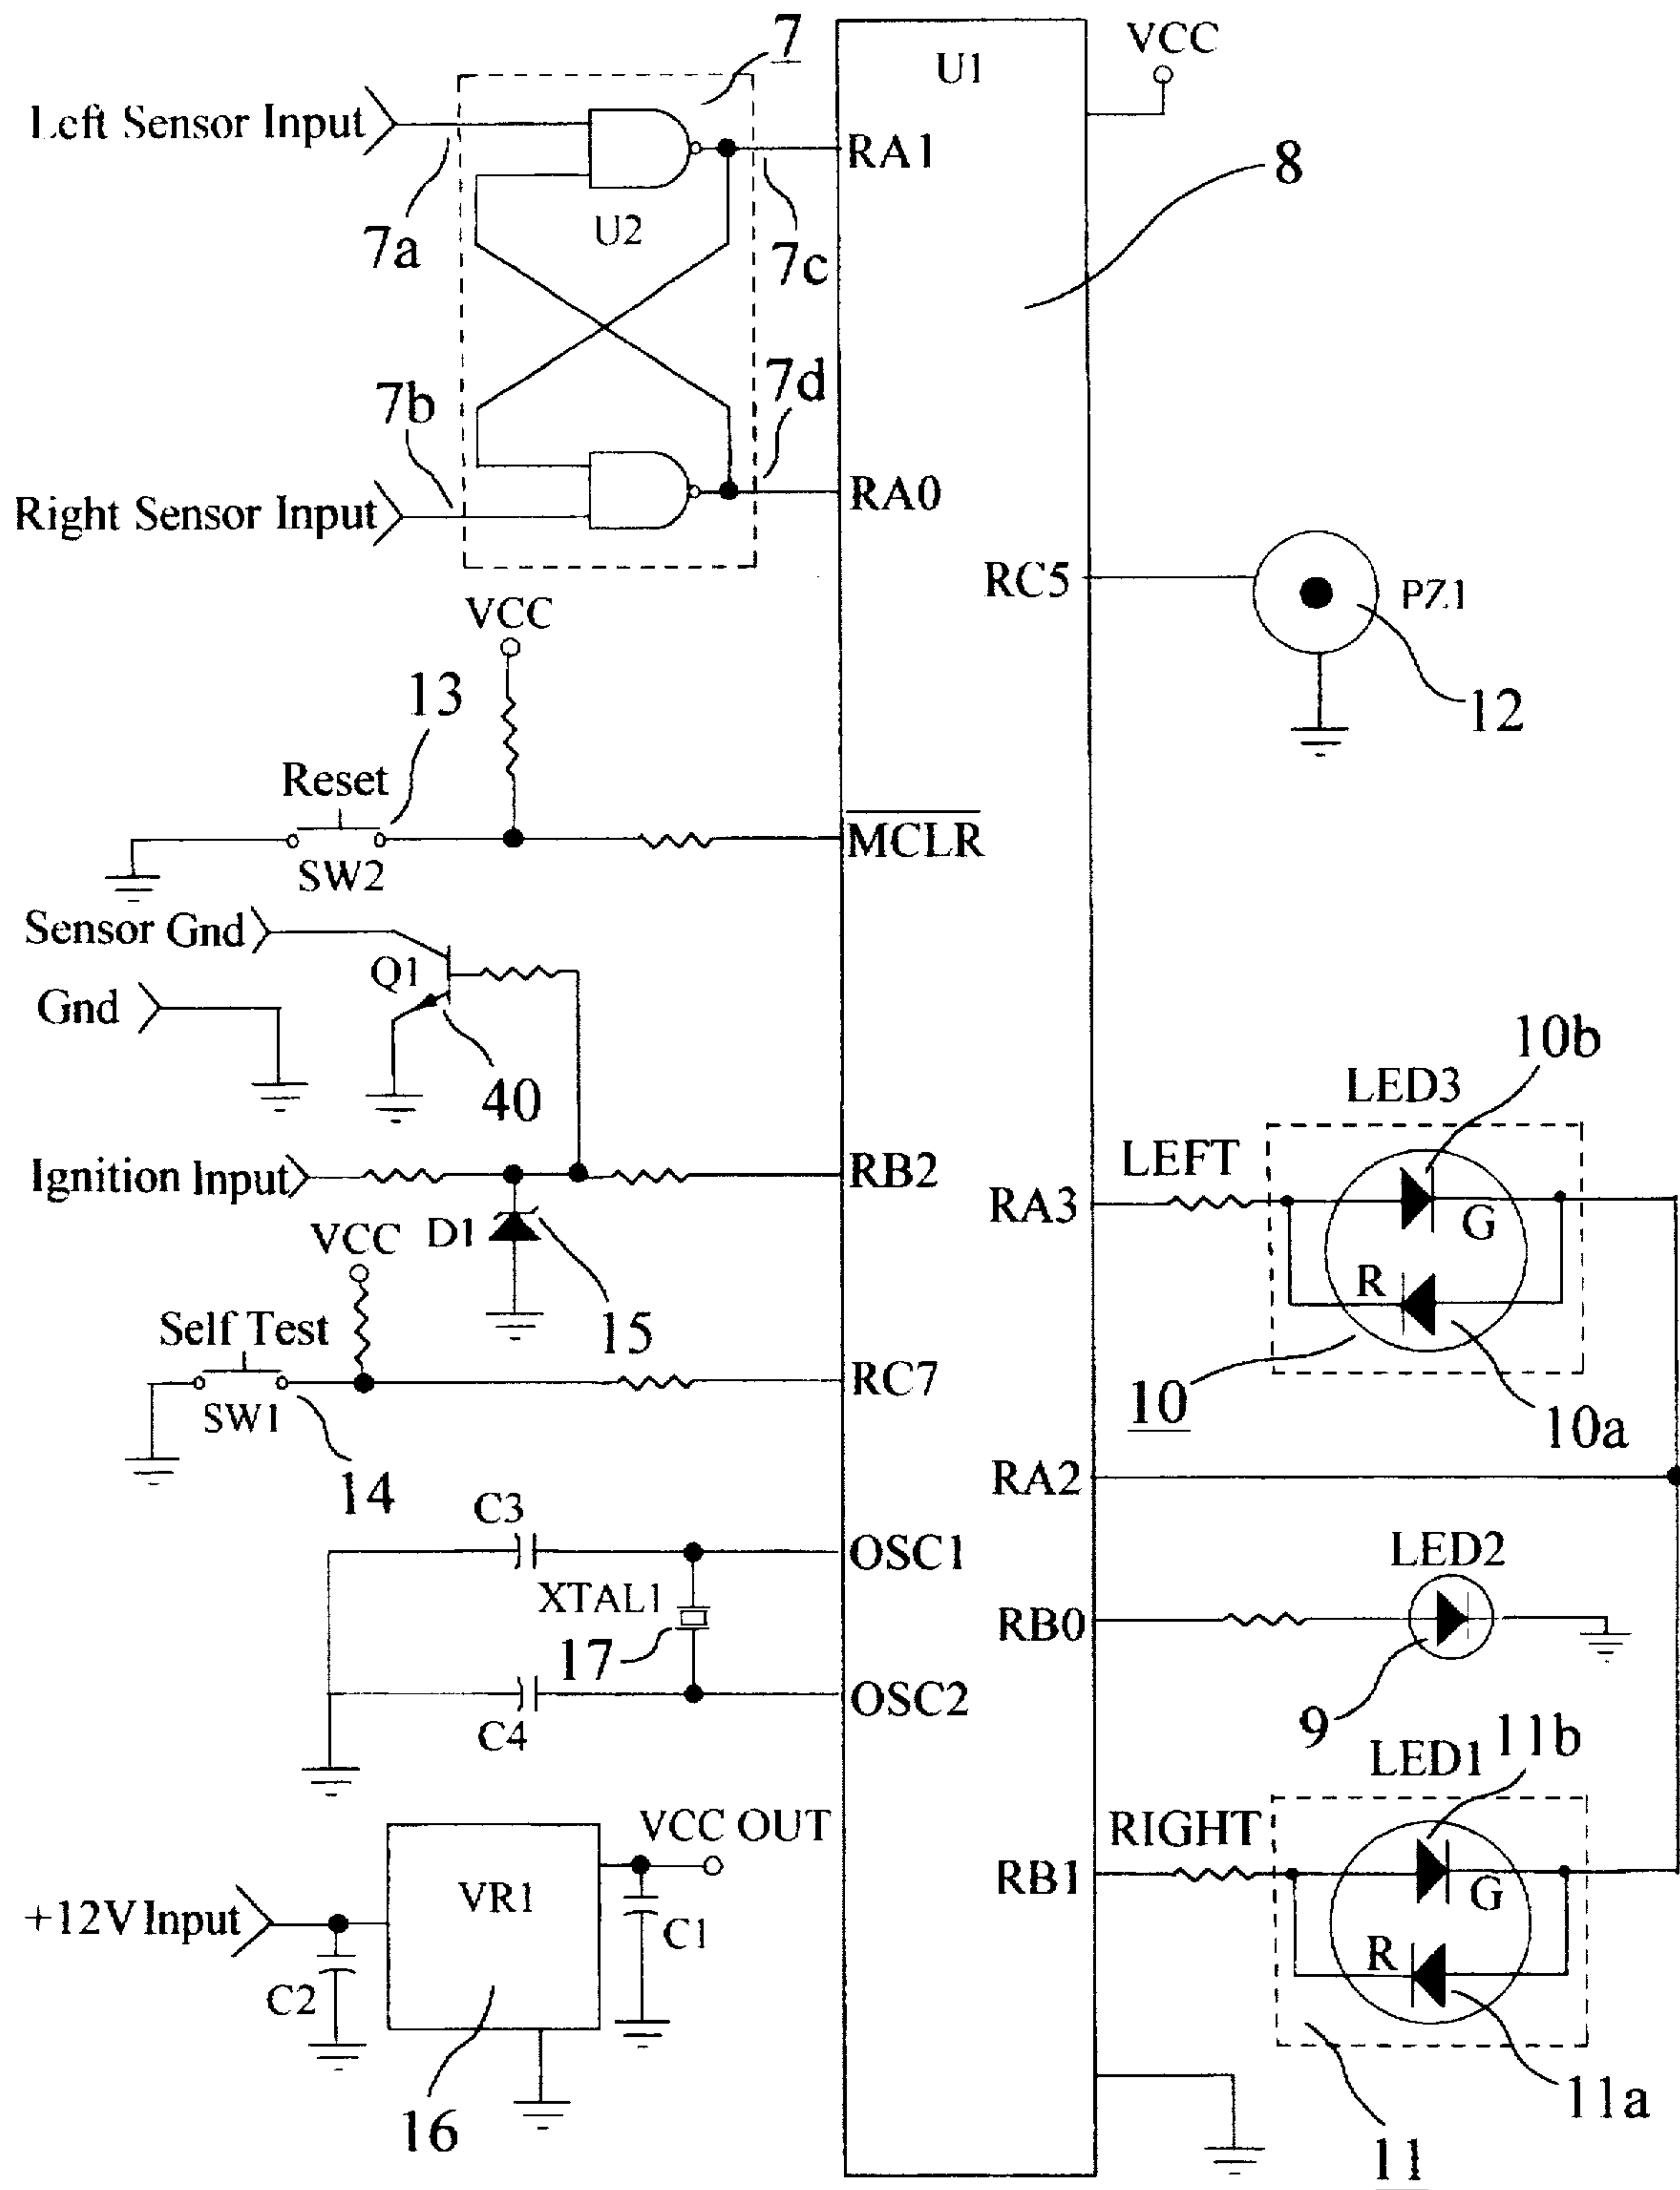 7
U1
VCC
Left Sensor Input
RA1
8
7a
U2
7c
7b
7d
Right Sensor Input
RA0
RC5
PZ1
VCC
12
13
Reset
MCLR
SW2
Sensor Gnd
Q1
Gnd
40
10b
LED3
LEFT
Ignition Input
RB2
RA3
G
VCC
D1
R
Self Test
15
RC7
10
SW1
10a
14
RA2
C3
OSC1
LED2
XTAL1
17
RB0
OSC2
C4
9
11b
LED1
VCC OUT
RIGHT
VR1
RB1
G
+12V Input
C1
R
C2
16
11a
11